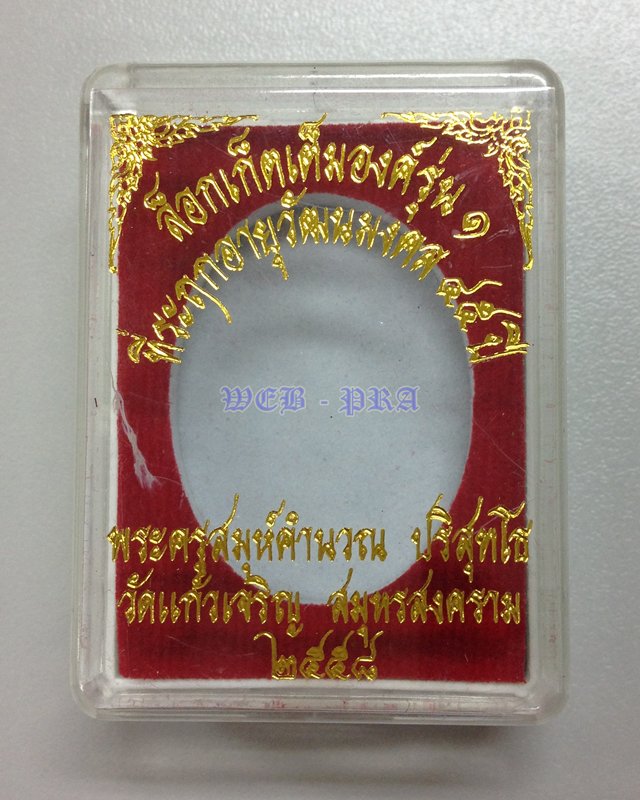 ล็อกเก็ตเต็มองค์รุ่น ๑
ที่ระฤกอายุวัฒนมงคล ๔๕ ปี
WEB - PRA
พระครูสมุห์คำนวณ ปริสุทโธ
วัดแก้วเจริญ สมุทรสงคราม
๒๕๕๘